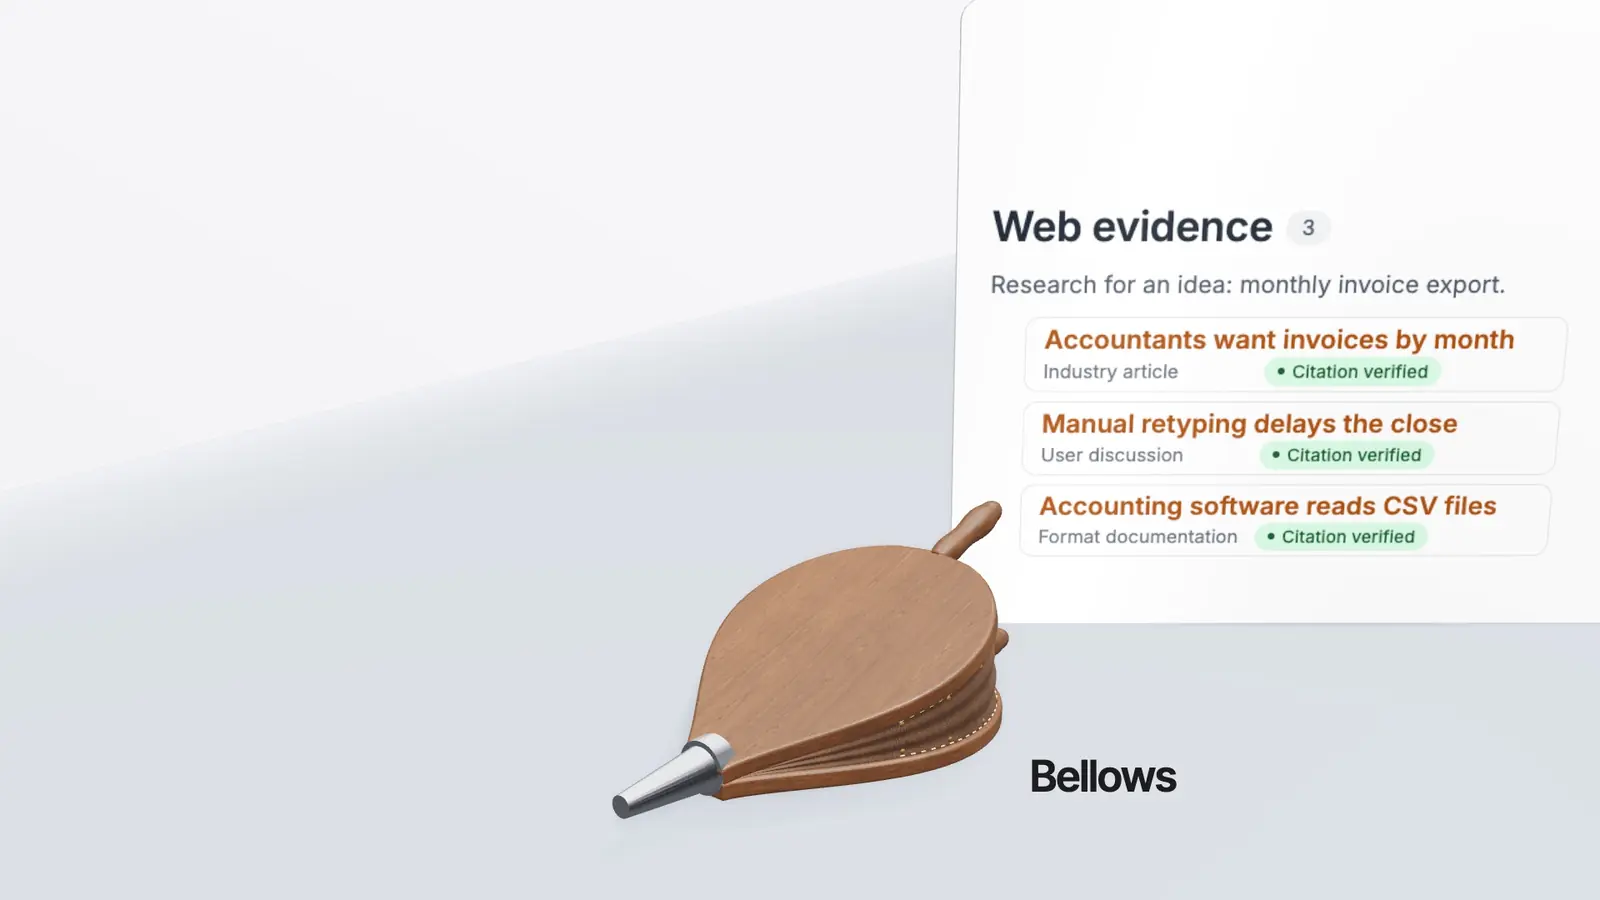 Web evidence 3
Research for an idea: monthly invoice export.
Accountants want invoices by month
Industry article • Citation verified
Manual retyping delays the close
User discussion • Citation verified
Accounting software reads CSV files
Format documentation • Citation verified
Bellows